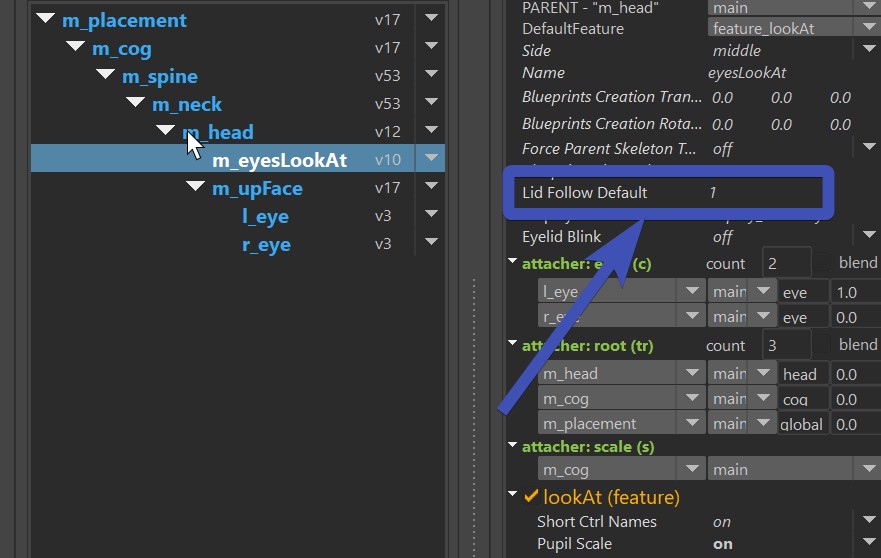 m_placement v17
m_cog v17
m_spine v53
m_neck v53
m_head v12
m_eyesLookAt v10
m_upFace v17
l_eye v3
r_eye v3
PARENT - "m_head" main
DefaultFeature feature_lookAt
Side middle
Name eyesLookAt
Blueprints Creation Tran... 0.0 0.0 0.0
Blueprints Creation Rota... 0.0 0.0 0.0
Force Parent Skeleton T... off
Lid Follow Default 1
Eyelid Blink off
attacher: (c) count 2 blend
l_eye main eye 1.0
main eye 0.0
attacher: root (tr) count 3 blend
m_head main head 0.0
m_cog main cog 0.0
m_placement main global 0.0
attacher: scale (s)
m_cog main
lookAt (feature)
Short Ctrl Names on
Pupil Scale on